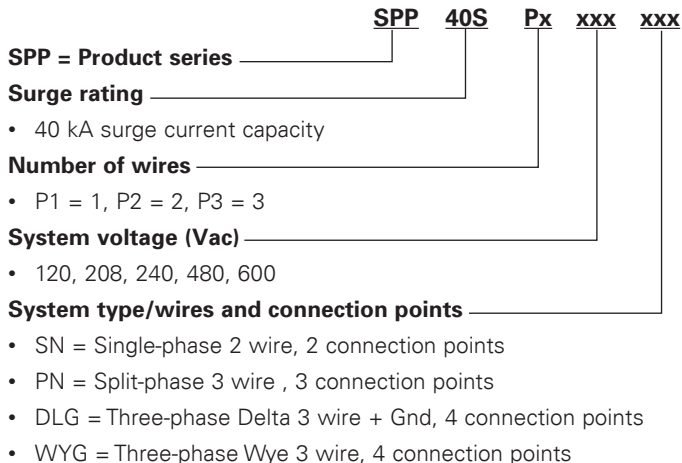 SPP 40S Px xxx xxx
SPP = Product series
Surge rating
• 40 kA surge current capacity
Number of wires
• P1 = 1, P2 = 2, P3 = 3
System voltage (Vac)
• 120, 208, 240, 480, 600
System type/wires and connection points
• SN = Single-phase 2 wire, 2 connection points
• PN = Split-phase 3 wire , 3 connection points
• DLG = Three-phase Delta 3 wire + Gnd, 4 connection points
• WYG = Three-phase Wye 3 wire, 4 connection points